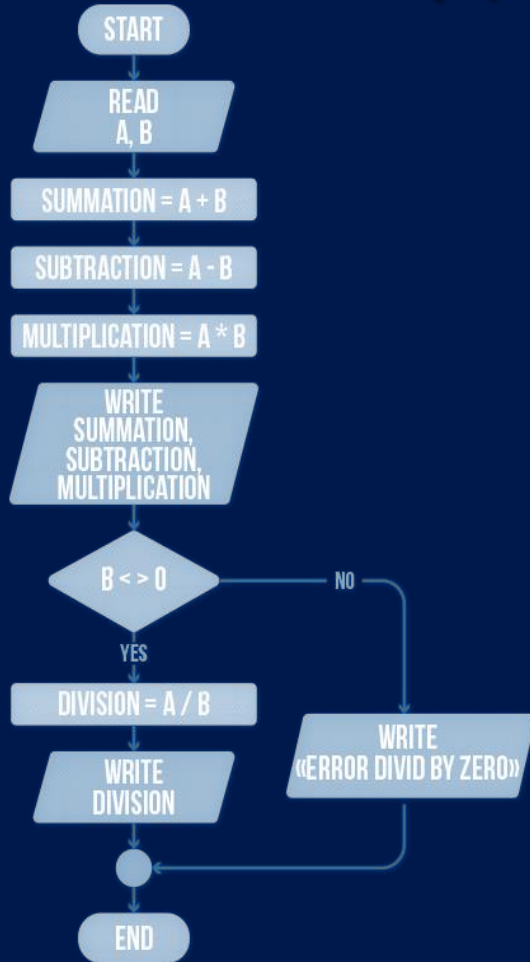 START
READ
A, B
SUMMATION = A + B
SUBTRACTION = A - B
MULTIPLICATION = A * B
WRITE
SUMMATION,
SUBTRACTION,
MULTIPLICATION
B < > 0
NO
YES
DIVISION = A / B
WRITE
DIVISION
WRITE
«ERROR DIVID BY ZERO»
END